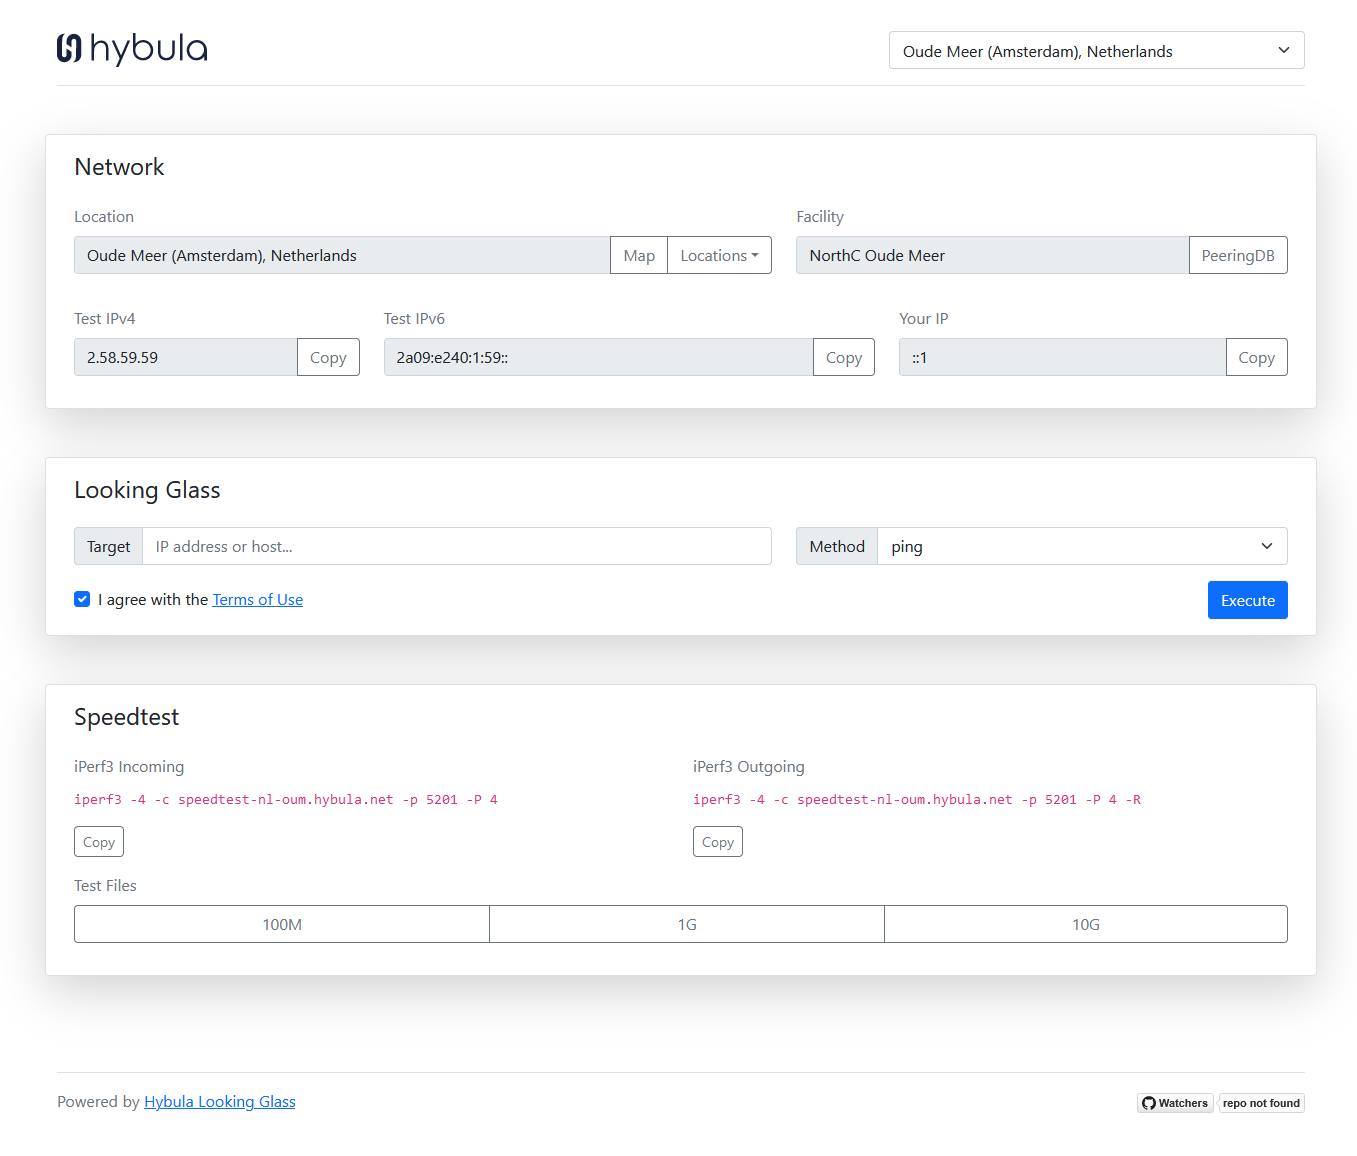 hybula
Oude Meer (Amsterdam), Netherlands
Network
Location
Facility
Oude Meer (Amsterdam), Netherlands Map Locations
NorthC Oude Meer PeeringDB
Test IPv4
Test IPv6
Your IP
2.58.59.59 Copy
2a09:e240:1:59:: Copy
::1 Copy
Looking Glass
Target IP address or host...
Method ping
I agree with the Terms of Use
Execute
Speedtest
iPerf3 Incoming
iPerf3 Outgoing
iperf3 -4 -c speedtest-nl-oum.hybula.net -p 5201 -P 4
iperf3 -4 -c speedtest-nl-oum.hybula.net -p 5201 -P 4 -R
Copy
Copy
Test Files
100M 1G 10G
Powered by Hybula Looking Glass
Watchers repo not found